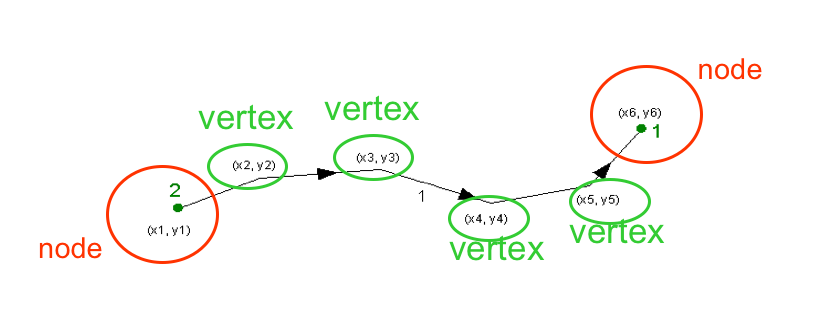 node
vertex
vertex
(x6, y6)
1
(x2, y2)
(x3, y3)
2
1
(x5, y5)
(x1, y1)
(x4, y4)
node
vertex
vertex